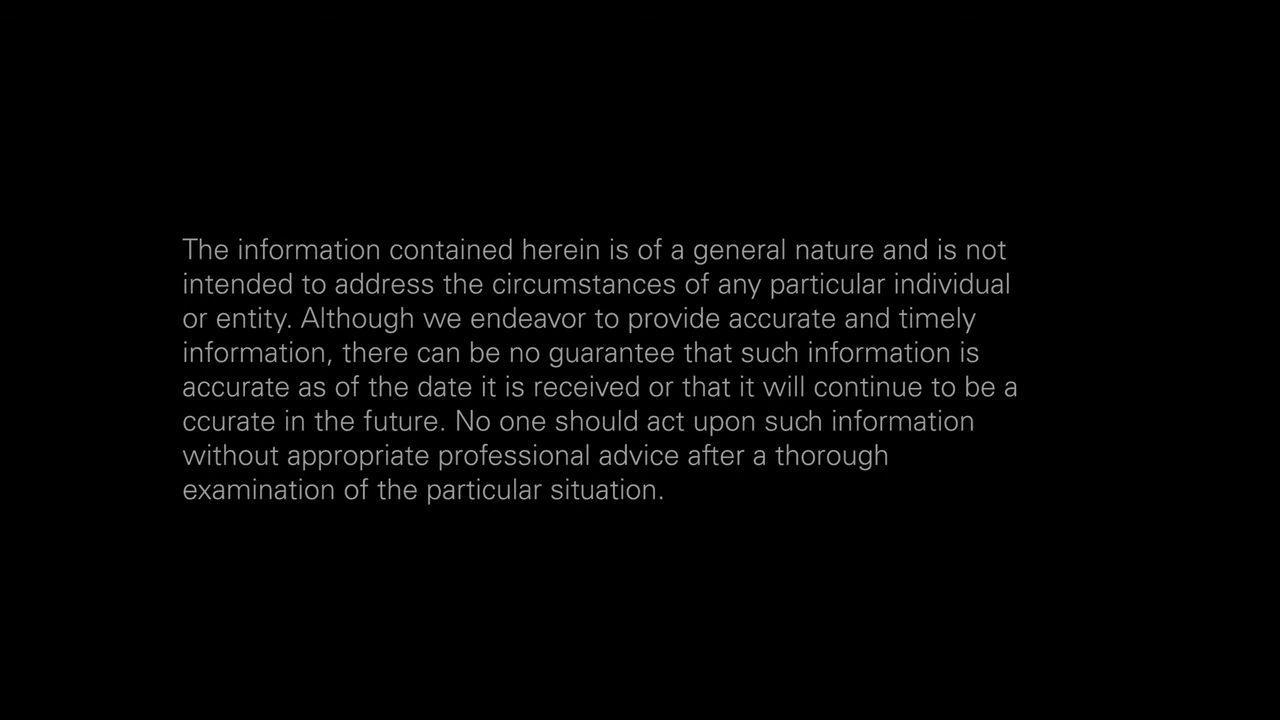 The information contained herein is of a general nature and is not
intended to address the circumstances of any particular individual
or entity. Although we endeavor to provide accurate and timely
information, there can be no guarantee that such information is
accurate as of the date it is received or that it will continue to be a
ccurate in the future. No one should act upon such information
without appropriate professional advice after a thorough
examination of the particular situation.